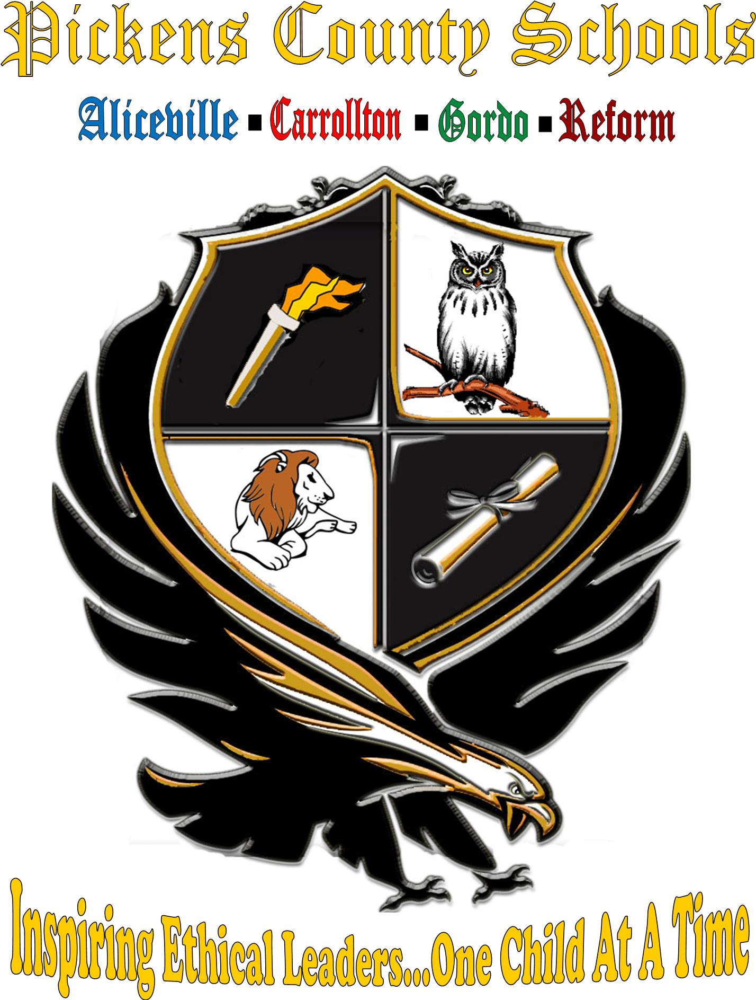 Pickens County Schools
Aliceville ▪ Carrollton ▪ Gordo ▪ Reform
Inspiring Ethical Leaders...One Child At A Time